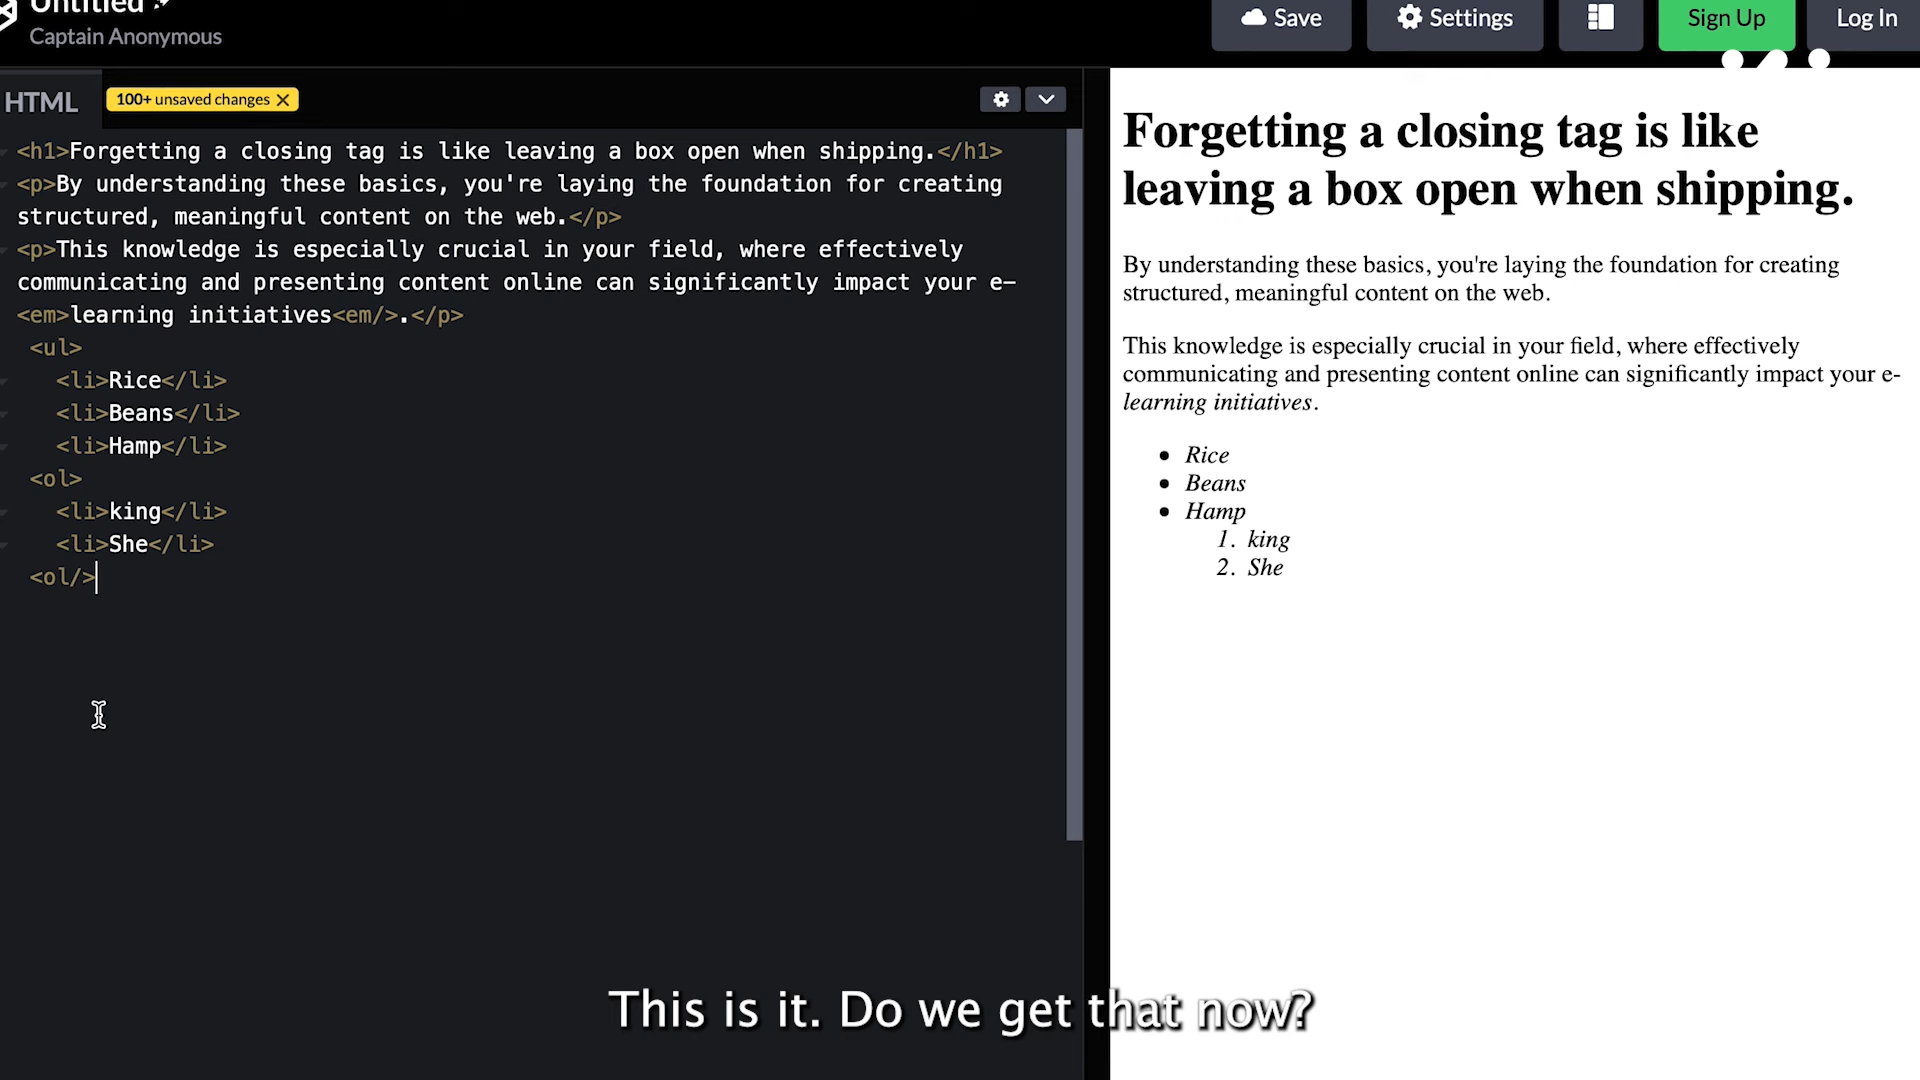 Untitled
Captain Anonymous
Save
Settings
Sign Up
Log In
HTML
100+ unsaved changes
<h1>Forgetting a closing tag is like leaving a box open when shipping.</h1>
<p>By understanding these basics, you're laying the foundation for creating
structured, meaningful content on the web.</p>
<p>This knowledge is especially crucial in your field, where effectively
communicating and presenting content online can significantly impact your e-
<em>learning initiatives<em/>.</p>
<ul>
<li>Rice</li>
<li>Beans</li>
<li>Hamp</li>
<ol>
<li>king</li>
<li>She</li>
<ol/>
Forgetting a closing tag is like
leaving a box open when shipping.
By understanding these basics, you're laying the foundation for creating
structured, meaningful content on the web.
This knowledge is especially crucial in your field, where effectively
communicating and presenting content online can significantly impact your e-
learning initiatives.
• Rice
• Beans
• Hamp
1. king
2. She
This is it. Do we get that now?